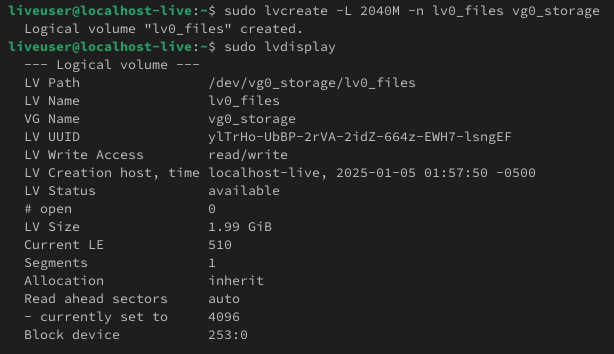 liveuser@localhost-live:~$ sudo lvcreate -L 2040M -n lv0_files vg0_storage
  Logical volume "lv0_files" created.
liveuser@localhost-live:~$ sudo lvdisplay
  --- Logical volume ---
  LV Path                /dev/vg0_storage/lv0_files
  LV Name                lv0_files
  VG Name                vg0_storage
  LV UUID                ylTrHo-UbBP-2rVA-2idZ-664z-EWH7-lsngEF
  LV Write Access        read/write
  LV Creation host, time localhost-live, 2025-01-05 01:57:50 -0500
  LV Status              available
  # open                 0
  LV Size                1.99 GiB
  Current LE             510
  Segments               1
  Allocation             inherit
  Read ahead sectors     auto
  - currently set to     4096
  Block device           253:0